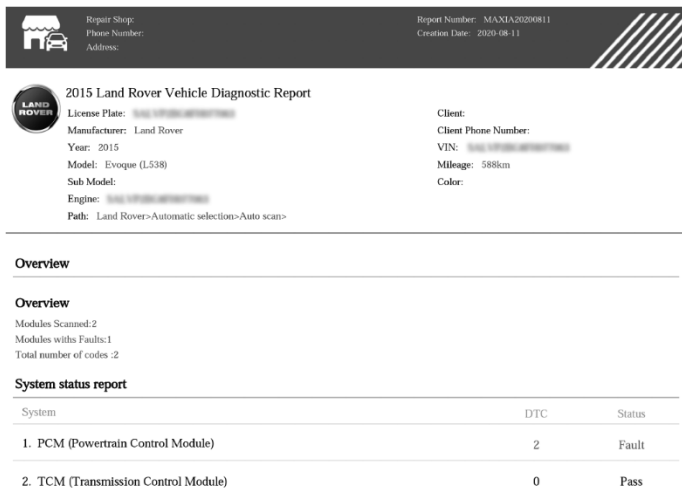 Repair Shop:
Phone Number:
Address:
Report Number: MAXIA20200811
Creation Date: 2020-08-11
LAND
ROVER
2015 Land Rover Vehicle Diagnostic Report
License Plate:
Manufacturer: Land Rover
Year: 2015
Model: Evoque (L538)
Sub Model:
Engine:
Path: Land Rover>Automatic selection>Auto scan>
Client:
Client Phone Number:
VIN:
Mileage: 588km
Color:
Overview
Overview
Modules Scanned:2
Modules withs Faults:1
Total number of codes :2
System status report
System DTC Status
1. PCM (Powertrain Control Module) 2 Fault
2. TCM (Transmission Control Module) 0 Pass